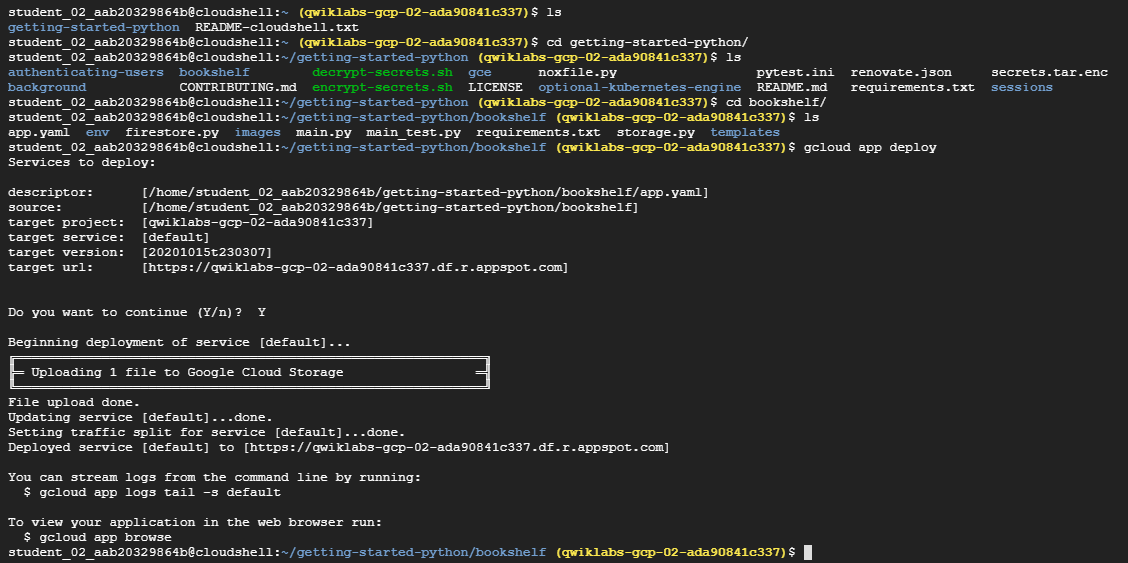 student_02_aab20329864b@cloudshell:~ (qwiklabs-gcp-02-ada90841c337)$ ls
getting-started-python  README-cloudshell.txt
student_02_aab20329864b@cloudshell:~ (qwiklabs-gcp-02-ada90841c337)$ cd getting-started-python/
student_02_aab20329864b@cloudshell:~/getting-started-python (qwiklabs-gcp-02-ada90841c337)$ ls
authenticating-users  bookshelf        decrypt-secrets.sh  gce      noxfile.py                  pytest.ini  renovate.json     secrets.tar.enc
background            CONTRIBUTING.md  encrypt-secrets.sh  LICENSE  optional-kubernetes-engine  README.md   requirements.txt  sessions
student_02_aab20329864b@cloudshell:~/getting-started-python (qwiklabs-gcp-02-ada90841c337)$ cd bookshelf/
student_02_aab20329864b@cloudshell:~/getting-started-python/bookshelf (qwiklabs-gcp-02-ada90841c337)$ ls
app.yaml  env  firestore.py  images  main.py  main_test.py  requirements.txt  storage.py  templates
student_02_aab20329864b@cloudshell:~/getting-started-python/bookshelf (qwiklabs-gcp-02-ada90841c337)$ gcloud app deploy
Services to deploy:
descriptor:      [/home/student_02_aab20329864b/getting-started-python/bookshelf/app.yaml]
source:          [/home/student_02_aab20329864b/getting-started-python/bookshelf]
target project:  [qwiklabs-gcp-02-ada90841c337]
target service:  [default]
target version:  [20201015t230307]
target url:      [https://qwiklabs-gcp-02-ada90841c337.df.r.appspot.com]
Do you want to continue (Y/n)?  Y
Beginning deployment of service [default]...
Uploading 1 file to Google Cloud Storage
File upload done.
Updating service [default]...done.
Setting traffic split for service [default]...done.
Deployed service [default] to [https://qwiklabs-gcp-02-ada90841c337.df.r.appspot.com]
You can stream logs from the command line by running:
  $ gcloud app logs tail -s default
To view your application in the web browser run:
  $ gcloud app browse
student_02_aab20329864b@cloudshell:~/getting-started-python/bookshelf (qwiklabs-gcp-02-ada90841c337)$